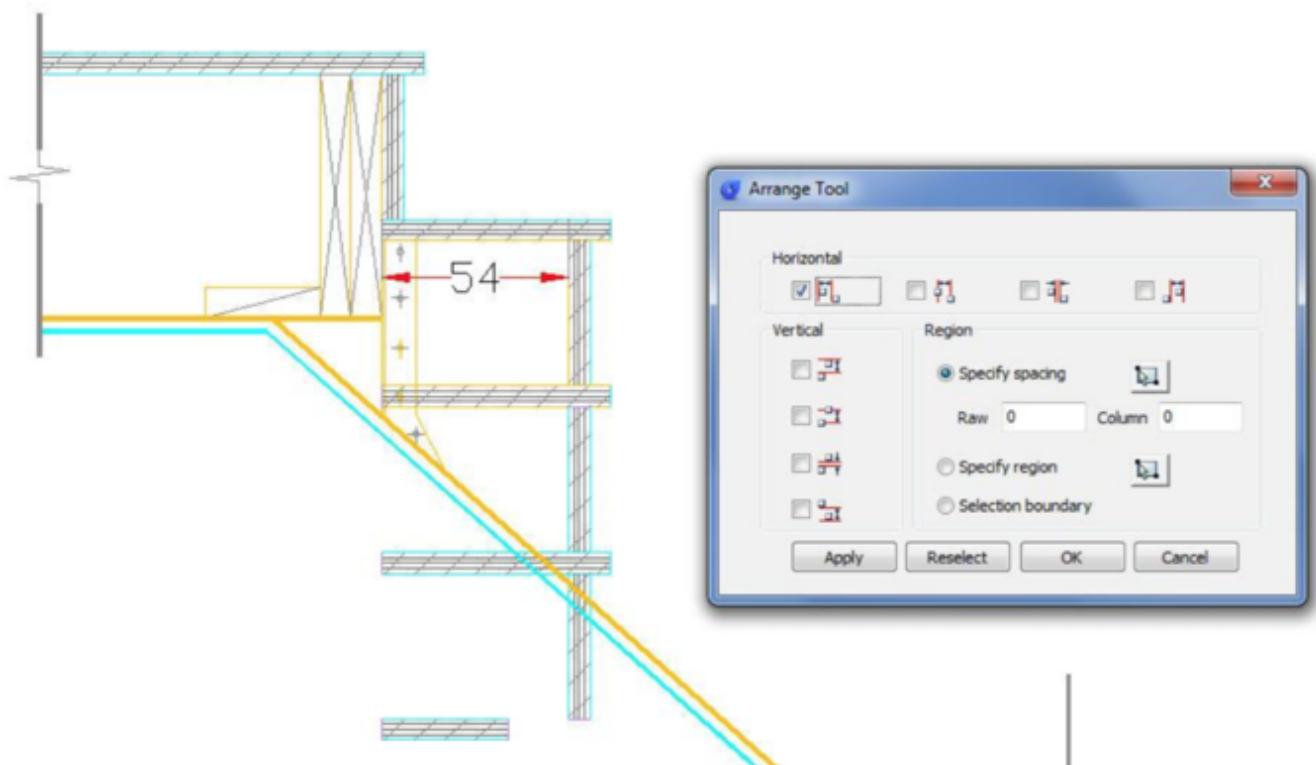 54
Arrange Tool
Horizontal
Vertical
Region
Specify spacing
Raw 0 Column 0
Specify region
Selection boundary
Apply Reselect OK Cancel